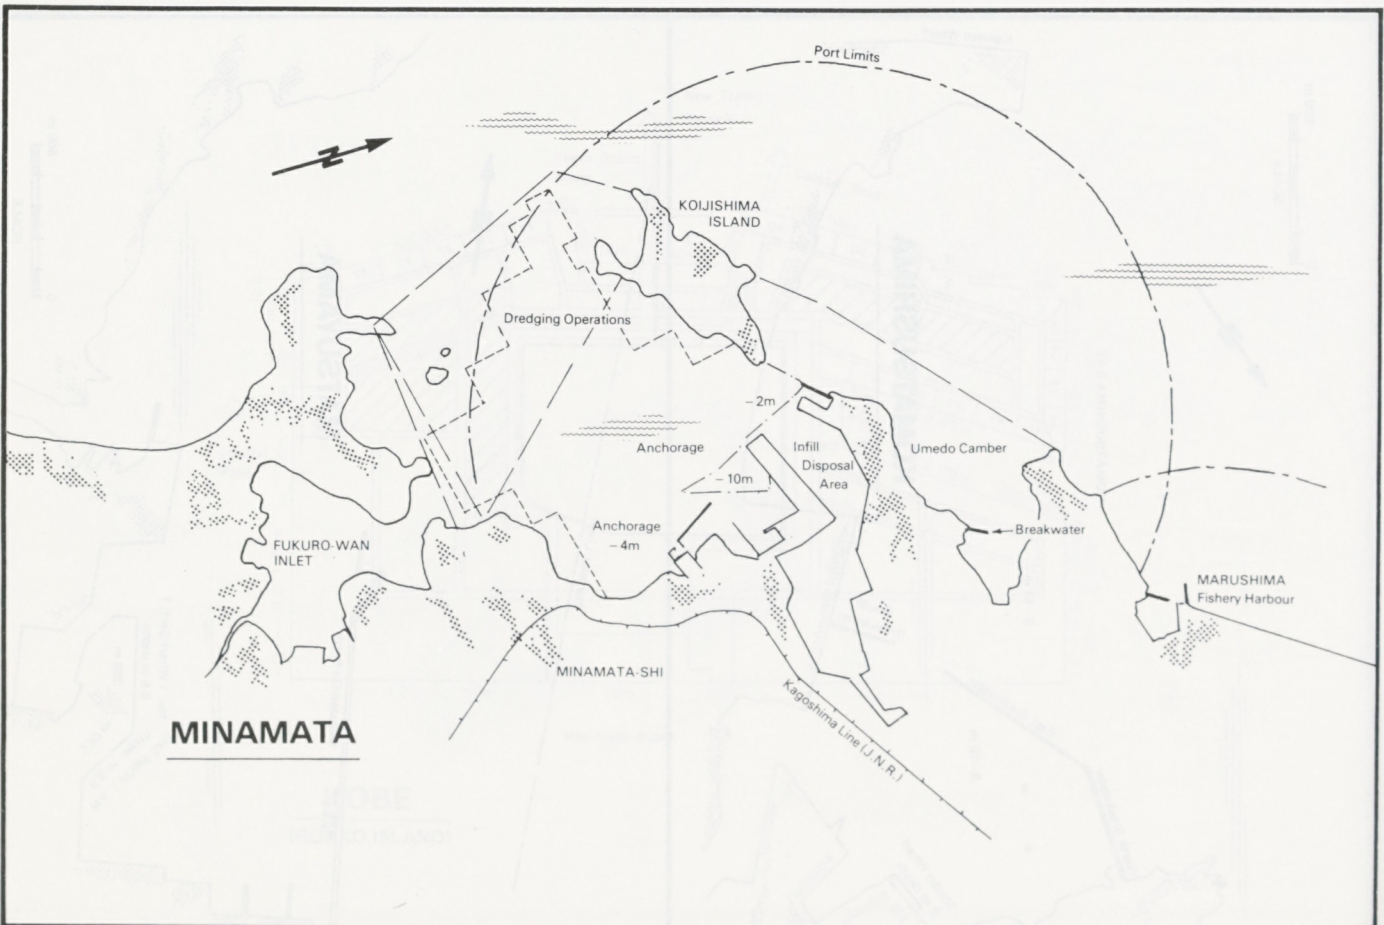 Port Limits
N
KOIJISHIMA
ISLAND
Dredging Operations
- 2m
Anchorage
Infill
Disposal
Area
Umedo Camber
- 10m
Anchorage
- 4m
Breakwater
FUKURO-WAN
INLET
MARUSHIMA
Fishery Harbour
MINAMATA-SHI
Kagoshima Line (J.N.R.)
MINAMATA